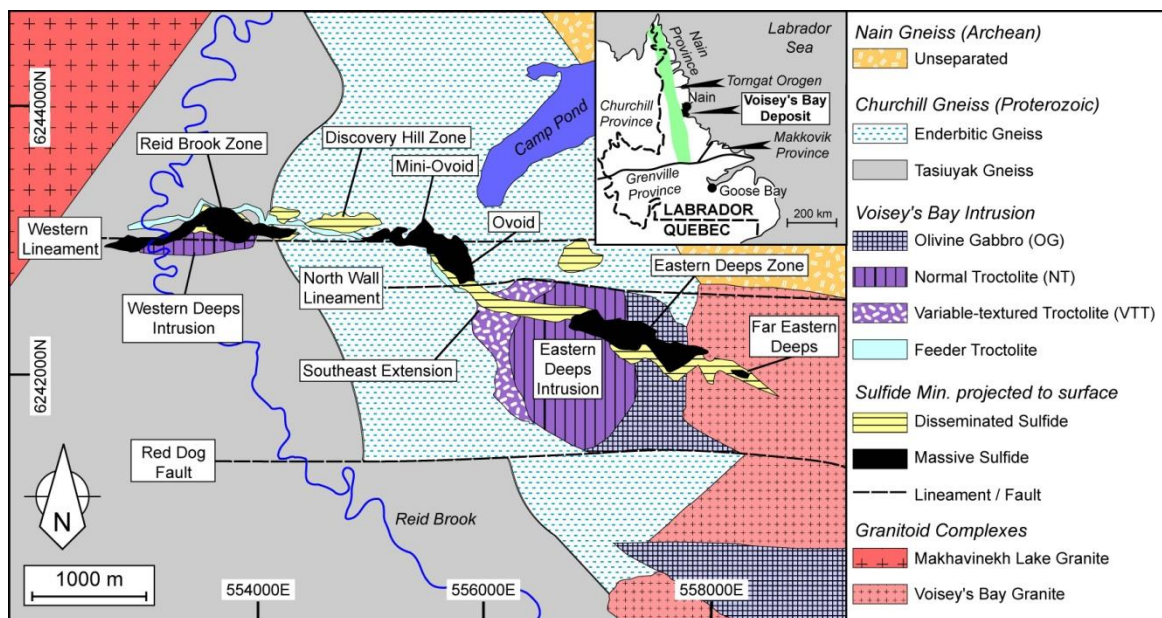 6244000N
6242000N
Reid Brook Zone
Discovery Hill Zone
Mini-Ovoid
Ovoid
Camp Pond
Western
Lineament
Western Deeps
Intrusion
North Wall
Lineament
Southeast Extension
Eastern
Deeps
Intrusion
Eastern Deeps Zone
Far Eastern
Deeps
Red Dog
Fault
Reid Brook
N
1000 m
554000E
556000E
558000E
Labrador
Sea
Nain
Province
Torngat Orogen
Nain
Churchill
Province
Voisey's Bay
Deposit
Makkovik
Province
Grenville
Province
Goose Bay
LABRADOR
QUEBEC
200 km
Nain Gneiss (Archean)
Unseparated
Churchill Gneiss (Proterozoic)
Enderbitic Gneiss
Tasiuyak Gneiss
Voisey's Bay Intrusion
Olivine Gabbro (OG)
Normal Troctolite (NT)
Variable-textured Troctolite (VTT)
Feeder Troctolite
Sulfide Min. projected to surface
Disseminated Sulfide
Massive Sulfide
Lineament / Fault
Granitoid Complexes
Makhavinekh Lake Granite
Voisey's Bay Granite